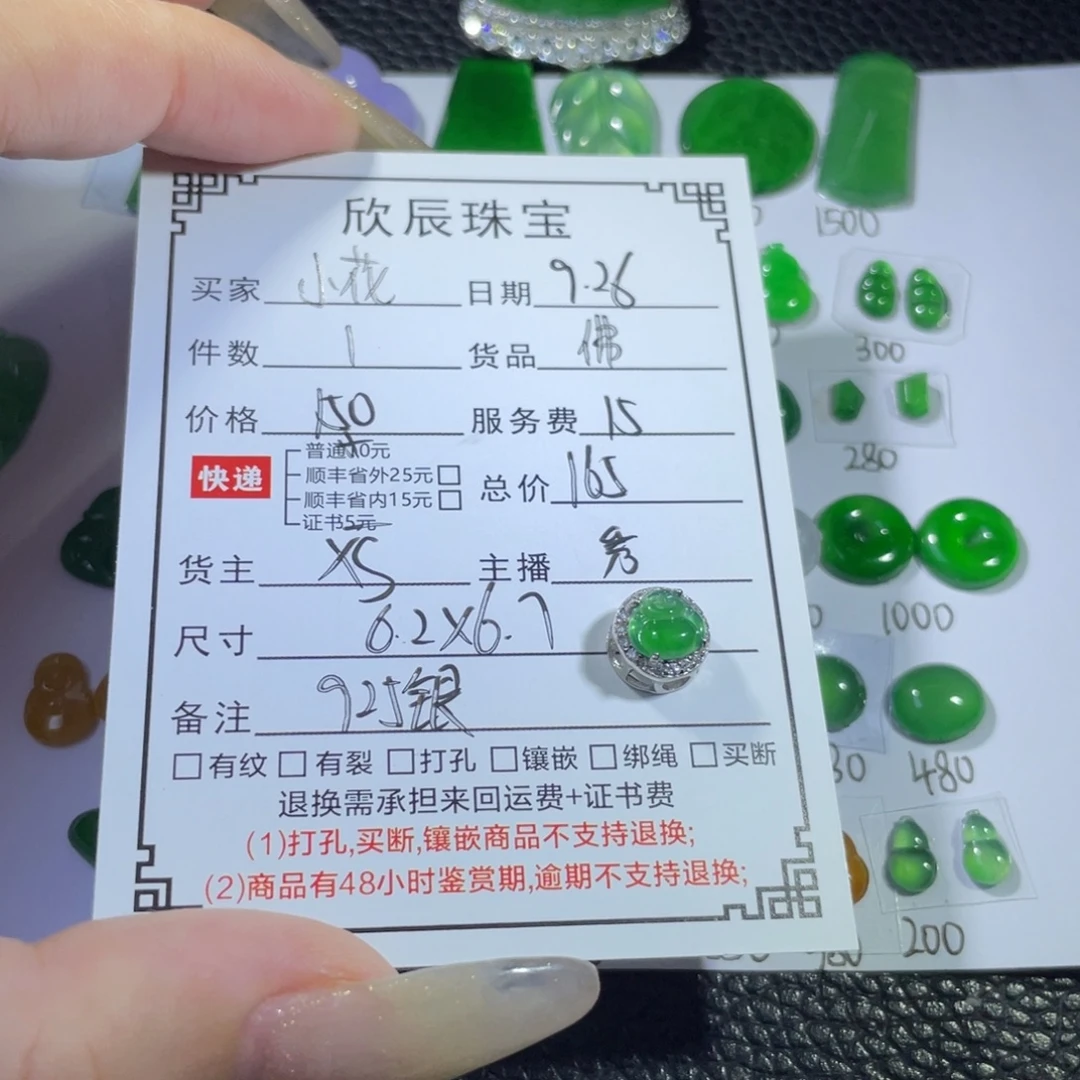 欣辰珠宝
买家 小花 日期 9.26
件数 1 货品 佛
价格 150 服务费 15
快递
普通10元
顺丰省外25元
顺丰省内15元
证书5元
总价 165
货主 XS 主播 秀
尺寸 6.2X6.7
备注 925银
有纹 有裂 打孔 镶嵌 绑绳 买断
退换需承担来回运费+证书费
(1)打孔,买断,镶嵌商品不支持退换;
(2)商品有48小时鉴赏期,逾期不支持退换;
1500
300
280
1000
480
200